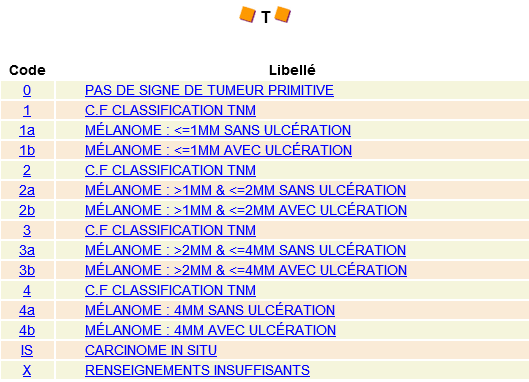 T
Code Libellé
0 PAS DE SIGNE DE TUMEUR PRIMITIVE
1 C.F CLASSIFICATION TNM
1a MÉLANOME : <=1MM SANS ULCÉRATION
1b MÉLANOME : <=1MM AVEC ULCÉRATION
2 C.F CLASSIFICATION TNM
2a MÉLANOME : >1MM & <=2MM SANS ULCÉRATION
2b MÉLANOME : >1MM & <=2MM AVEC ULCÉRATION
3 C.F CLASSIFICATION TNM
3a MÉLANOME : >2MM & <=4MM SANS ULCÉRATION
3b MÉLANOME : >2MM & <=4MM AVEC ULCÉRATION
4 C.F CLASSIFICATION TNM
4a MÉLANOME : 4MM SANS ULCÉRATION
4b MÉLANOME : 4MM AVEC ULCÉRATION
IS CARCINOME IN SITU
X RENSEIGNEMENTS INSUFFISANTS